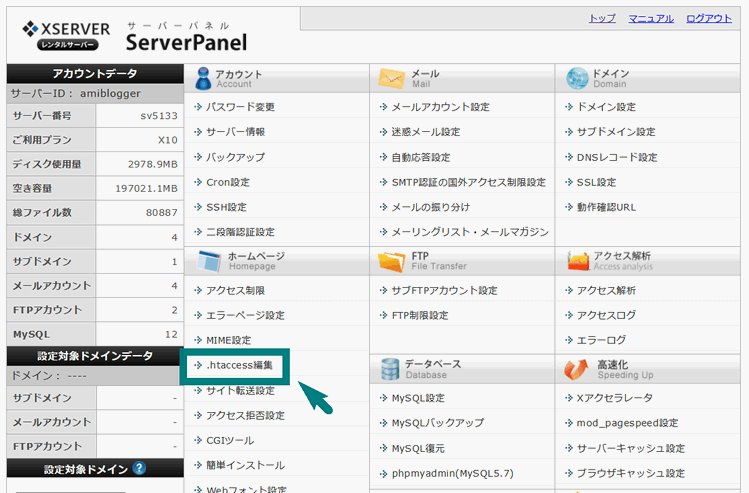 トップ マニュアル ログアウト
XSERVER
レンタルサーバー
サーバーパネル
ServerPanel
アカウントデータ
サーバーID： amiblogger
サーバー番号 sv5133
ご利用プラン X10
ディスク使用量 2978.9MB
空き容量 197021.1MB
総ファイル数 80887
ドメイン 4
サブドメイン 1
メールアカウント 4
FTPアカウント 2
MySQL 12
設定対象ドメインデータ
ドメイン： ----
サブドメイン -
メールアカウント -
FTPアカウント -
設定対象ドメイン ?
アカウント
Account
パスワード変更
サーバー情報
バックアップ
Cron設定
SSH設定
二段階認証設定
メール
Mail
メールアカウント設定
迷惑メール設定
自動応答設定
SMTP認証の国外アクセス制限設定
メールの振り分け
メーリングリスト・メールマガジン
ドメイン
Domain
ドメイン設定
サブドメイン設定
DNSレコード設定
SSL設定
動作確認URL
ホームページ
Homepage
アクセス制限
エラーページ設定
MIME設定
.htaccess編集
サイト転送設定
アクセス拒否設定
CGIツール
簡単インストール
Webフォント設定
FTP
File Transfer
サブFTPアカウント設定
FTP制限設定
アクセス解析
Access analysis
アクセス解析
アクセスログ
エラーログ
データベース
Database
MySQL設定
MySQLバックアップ
MySQL復元
phpmyadmin(MySQL5.7)
高速化
Speeding Up
Xアクセラレータ
mod_pagespeed設定
サーバーキャッシュ設定
ブラウザキャッシュ設定